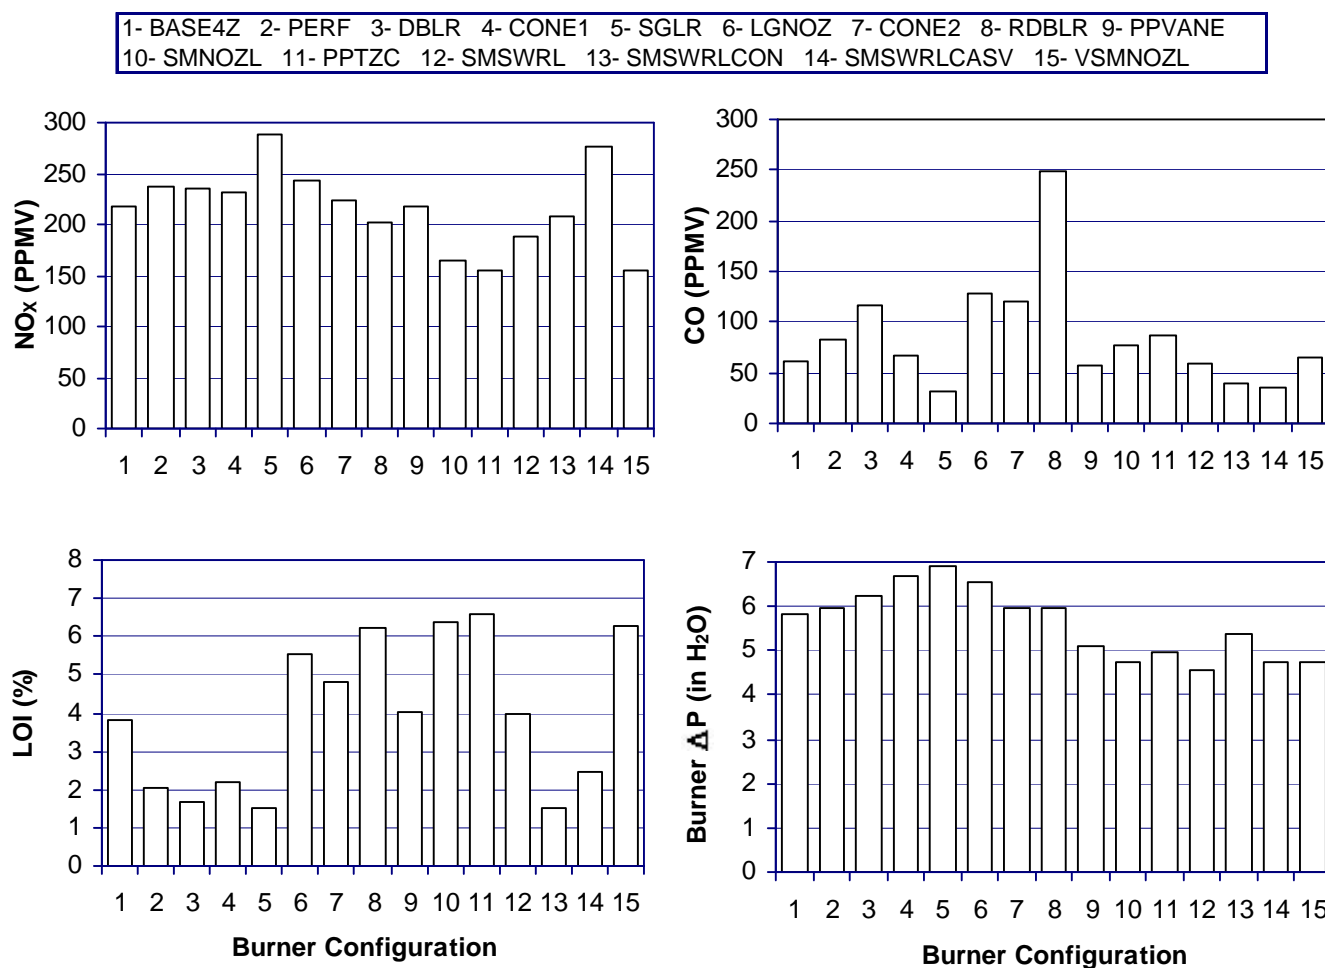 1- BASE4Z 2- PERF 3- DBLR 4- CONE1 5- SGLR 6- LGNOZ 7- CONE2 8- RDBLR 9- PPVANE
10- SMNOZL 11- PPTZC 12- SMSWRL 13- SMSWRLCON 14- SMSWRLCASV 15- VSMNOZL
NOx (PPMV)
300
250
200
150
100
50
0
1 2 3 4 5 6 7 8 9 10 11 12 13 14 15
CO (PPMV)
300
250
200
150
100
50
0
1 2 3 4 5 6 7 8 9 10 11 12 13 14 15
LOI (%)
8
7
6
5
4
3
2
1
0
1 2 3 4 5 6 7 8 9 10 11 12 13 14 15
Burner Configuration
Burner ΔP (in H₂O)
7
6
5
4
3
2
1
0
1 2 3 4 5 6 7 8 9 10 11 12 13 14 15
Burner Configuration